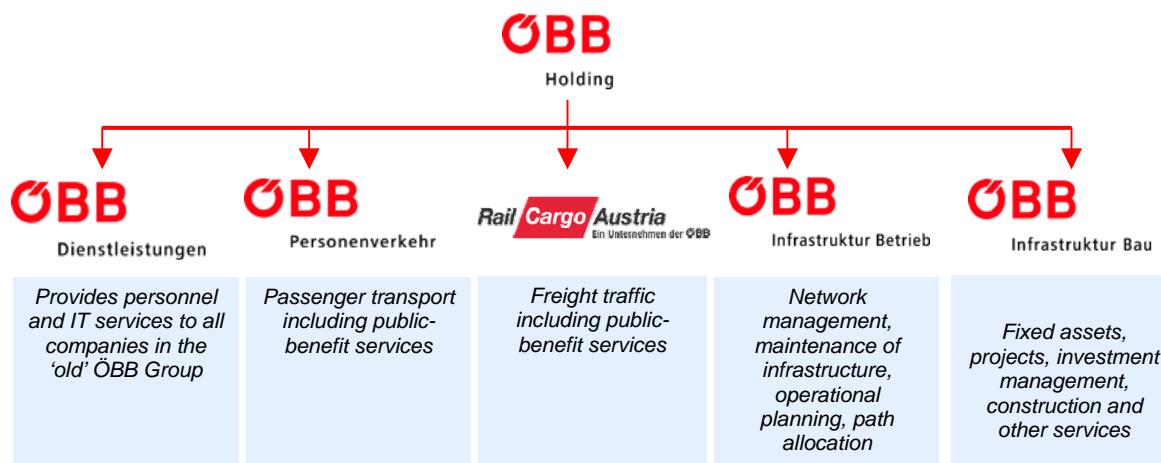 ÖBB
Holding
ÖBB
Dienstleistungen
ÖBB
Personenverkehr
Rail Cargo Austria
Ein Unternehmen der ÖBB
ÖBB
Infrastruktur Betrieb
ÖBB
Infrastruktur Bau
Provides personnel
and IT services to all
companies in the
‘old’ ÖBB Group
Passenger transport
including public-
benefit services
Freight traffic
including public-
benefit services
Network
management,
maintenance of
infrastructure,
operational
planning, path
allocation
Fixed assets,
projects, investment
management,
construction and
other services